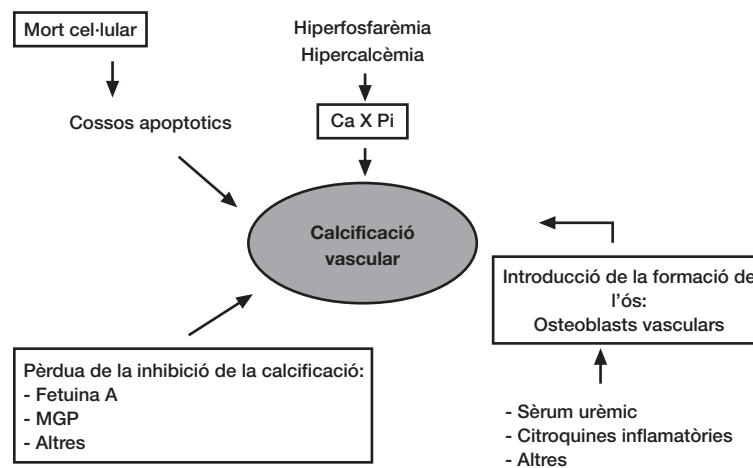 Mort cel·lular
Cossos apoptotics
Hiperfosfarèmia
Hipercalcèmia
Ca X Pi
Calcificació
vascular
Introducció de la formació de
l'ós:
Osteoblasts vasculars
- Sèrum urèmic
- Citroquines inflamatòries
- Altres
Pèrdua de la inhibició de la calcificació:
- Fetuina A
- MGP
- Altres